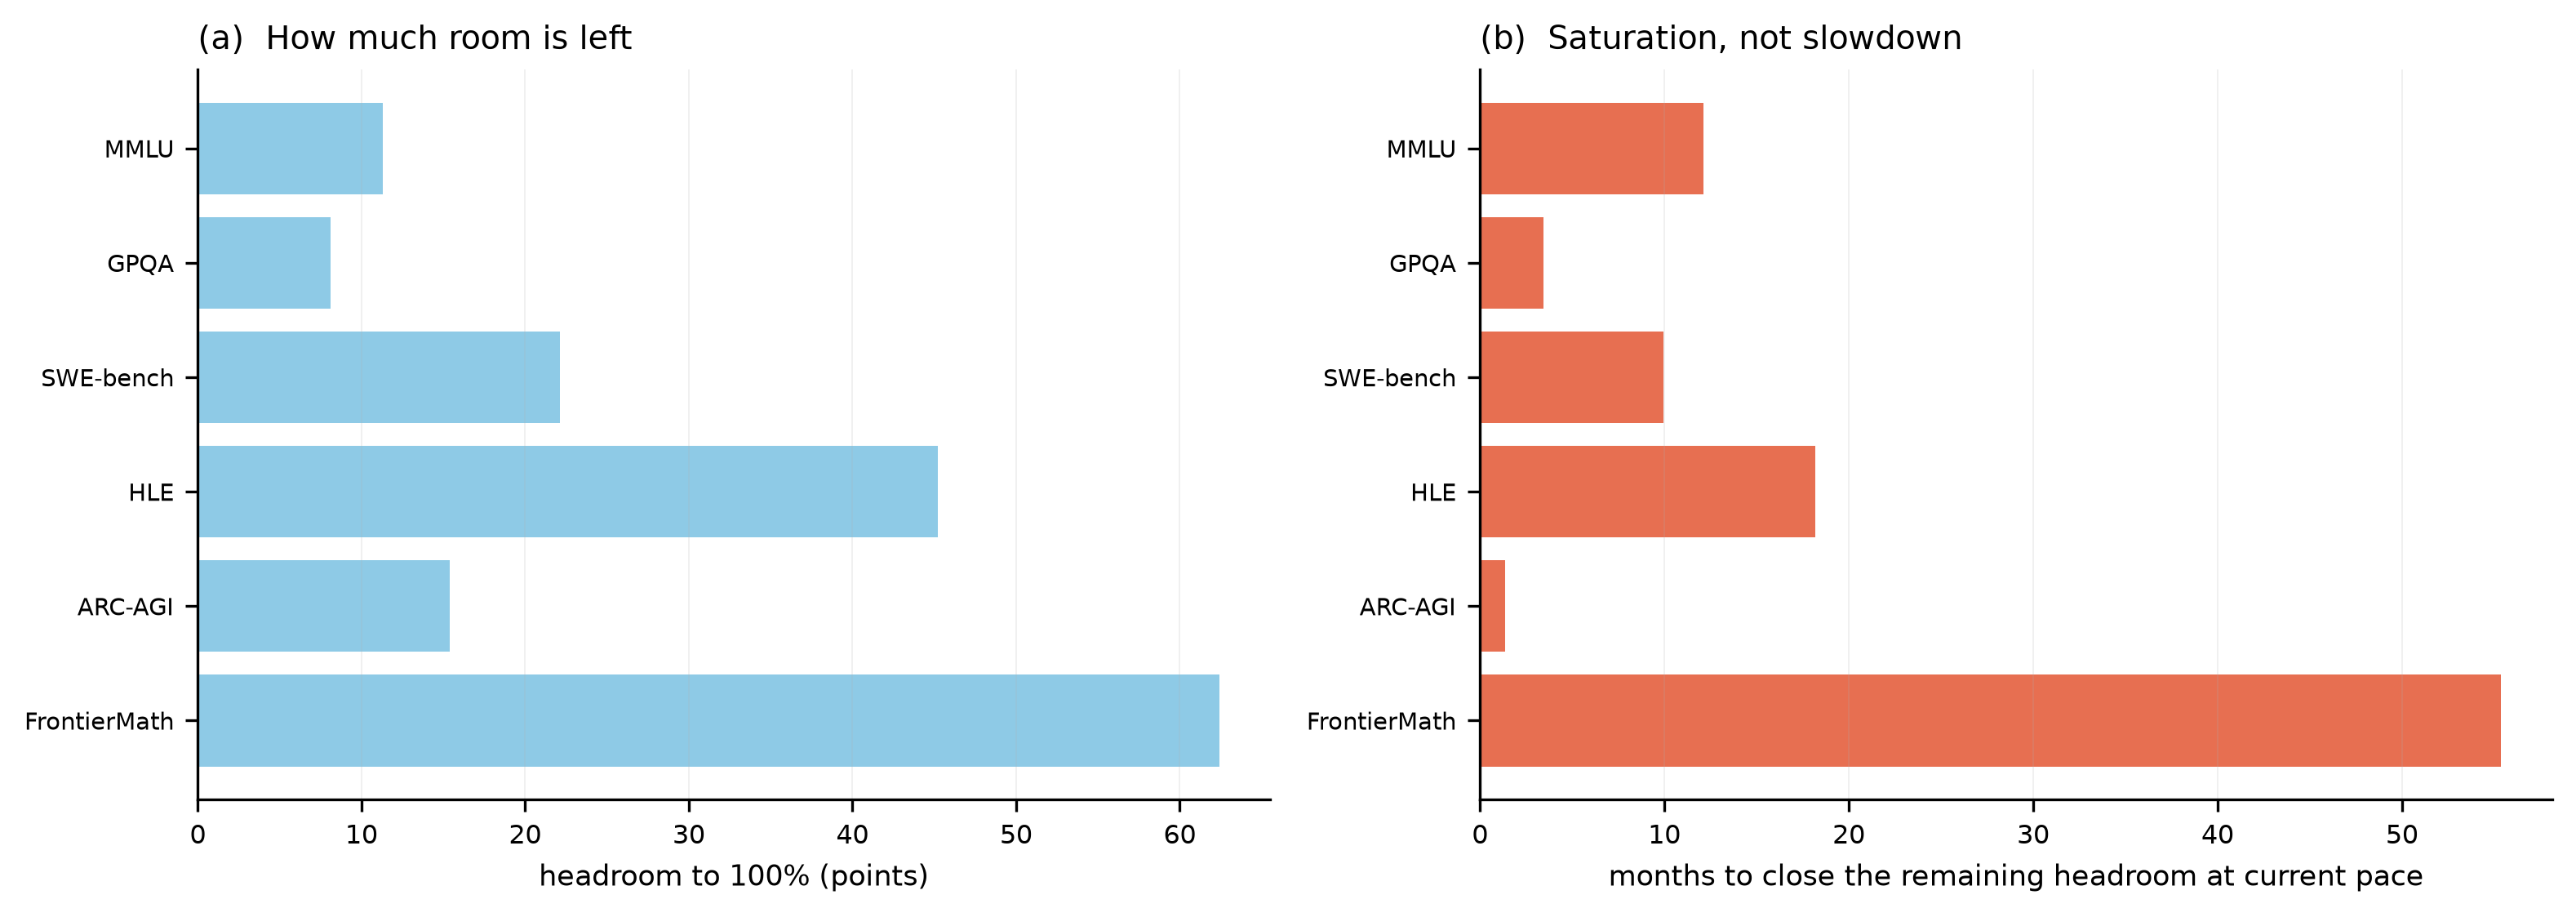 (a) How much room is left
MMLU
GPQA
SWE-bench
HLE
ARC-AGI
FrontierMath
0 10 20 30 40 50 60
headroom to 100% (points)
(b) Saturation, not slowdown
MMLU
GPQA
SWE-bench
HLE
ARC-AGI
FrontierMath
0 10 20 30 40 50
months to close the remaining headroom at current pace